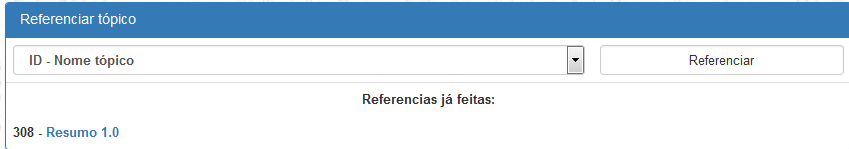 Referenciar tópico
ID - Nome tópico
Referenciar
Referencias já feitas:
308 - Resumo 1.0